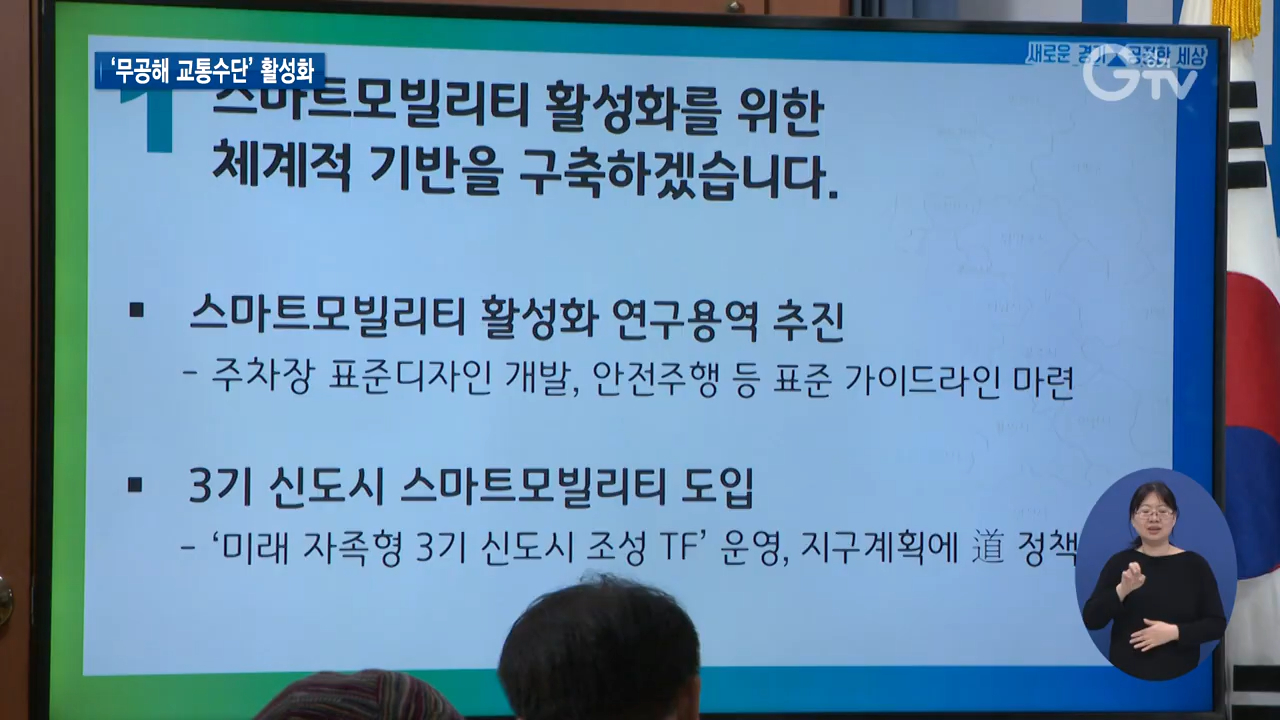 ‘무공해 교통수단’ 활성화
새로운 경기 공정한 세상
GTV
1 스마트모빌리티 활성화를 위한
체계적 기반을 구축하겠습니다.
▪ 스마트모빌리티 활성화 연구용역 추진
- 주차장 표준디자인 개발, 안전주행 등 표준 가이드라인 마련
▪ 3기 신도시 스마트모빌리티 도입
- ‘미래 자족형 3기 신도시 조성 TF’ 운영, 지구계획에 道 정책